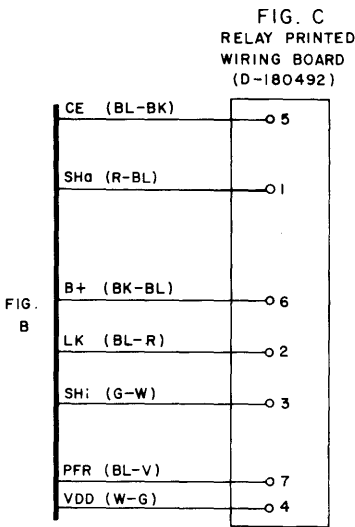 FIG. C
RELAY PRINTED
WIRING BOARD
(D-180492)
CE (BL-BK) 5
SHa (R-BL) 1
B+ (BK-BL) 6
FIG.
B
LK (BL-R) 2
SHi (G-W) 3
PFR (BL-V) 7
VDD (W-G) 4